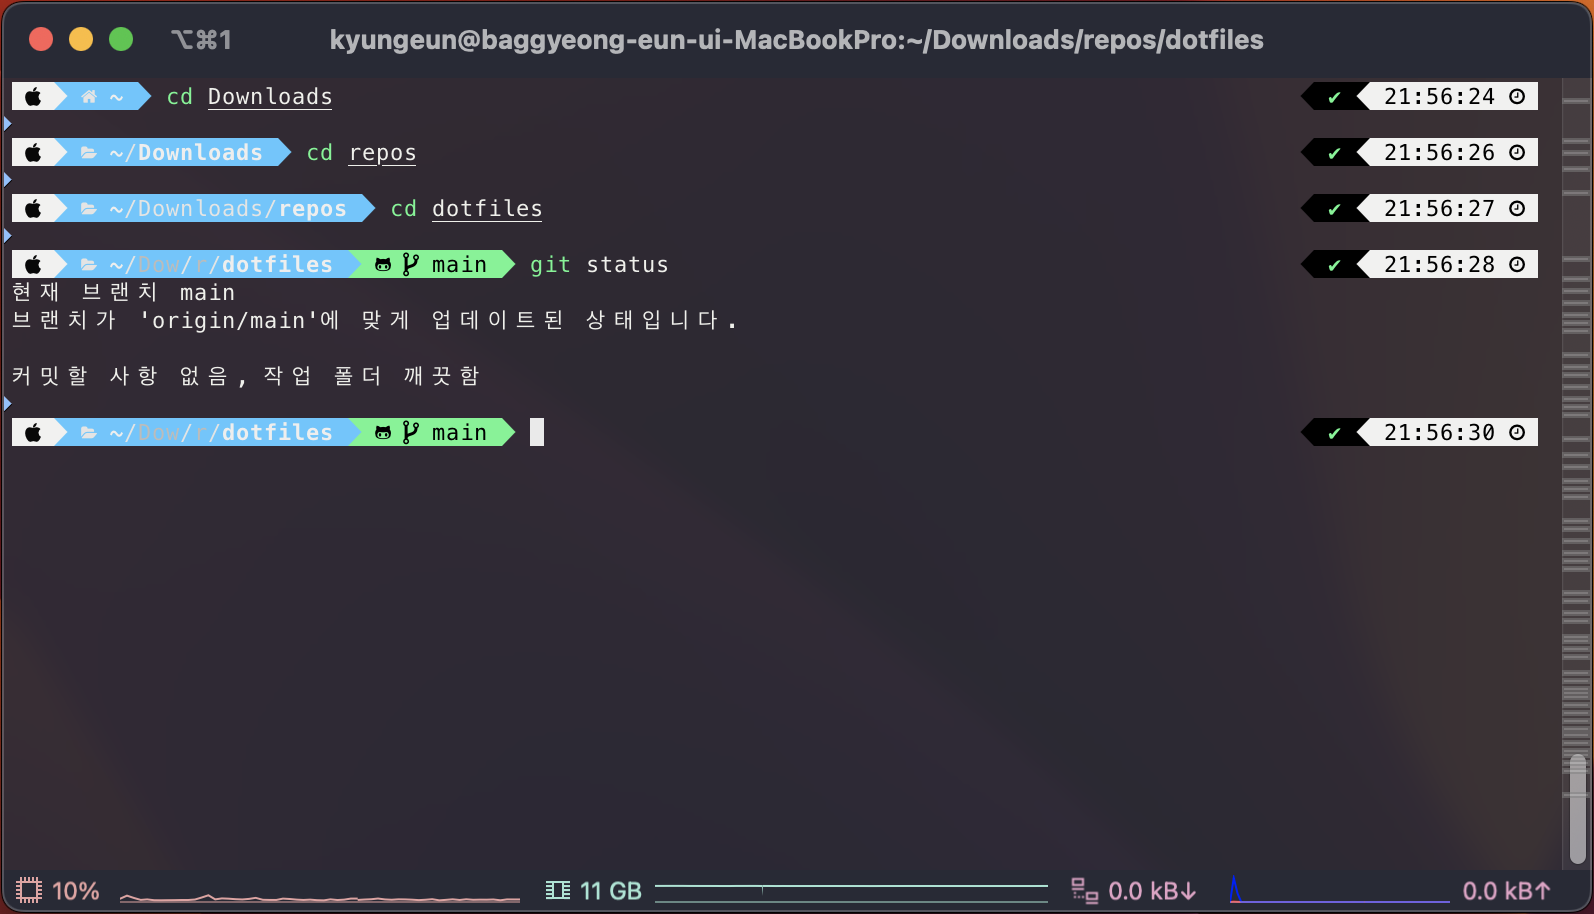 ⌥⌘1 kyungeun@baggyeong-eun-ui-MacBookPro:~/Downloads/repos/dotfiles
~ cd Downloads ✔ 21:56:24
~/Downloads cd repos ✔ 21:56:26
~/Downloads/repos cd dotfiles ✔ 21:56:27
~/Dow/r/dotfiles main git status ✔ 21:56:28
현재 브랜치 main
브랜치가 'origin/main'에 맞게 업데이트된 상태입니다.
커밋할 사항 없음, 작업 폴더 깨끗함
~/Dow/r/dotfiles main ✔ 21:56:30
10% 11 GB 0.0 kB↓ 0.0 kB↑